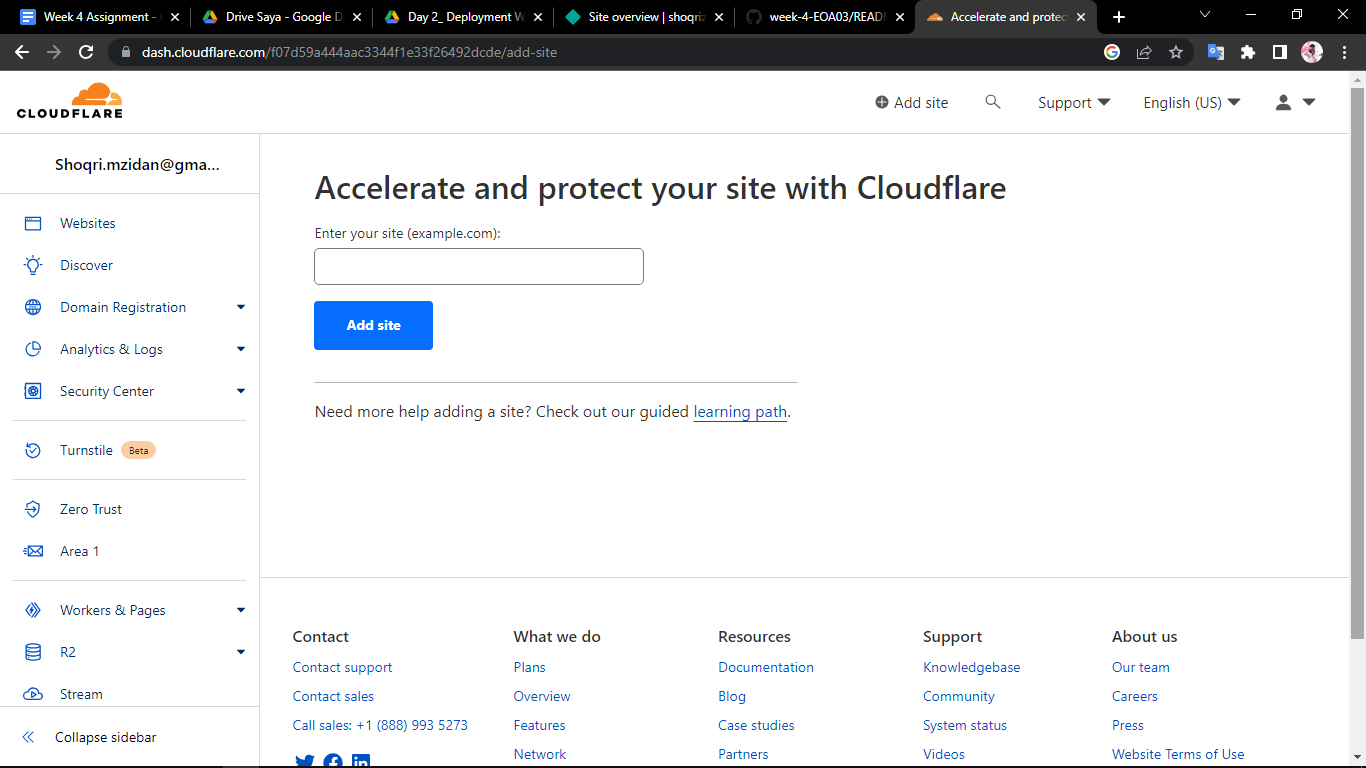 Week 4 Assignment -
Drive Saya - Google D
Day 2_ Deployment W
Site overview | shoqriz
week-4-EOA03/READM
Accelerate and protec
dash.cloudflare.com/f07d59a444aac3344f1e33f26492dcde/add-site
CLOUDFLARE
Add site
Support
English (US)
Shoqri.mzidan@gma...
Websites
Discover
Domain Registration
Analytics & Logs
Security Center
Turnstile Beta
Zero Trust
Area 1
Workers & Pages
R2
Stream
Collapse sidebar
Accelerate and protect your site with Cloudflare
Enter your site (example.com):
Add site
Need more help adding a site? Check out our guided learning path.
Contact
Contact support
Contact sales
Call sales: +1 (888) 993 5273
What we do
Plans
Overview
Features
Network
Resources
Documentation
Blog
Case studies
Partners
Support
Knowledgebase
Community
System status
Videos
About us
Our team
Careers
Press
Website Terms of Use